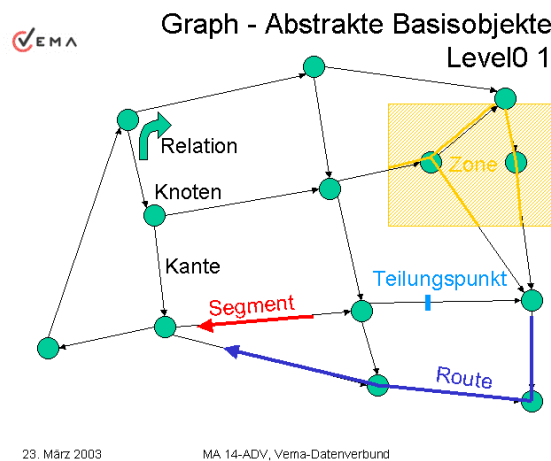 VEMA
Graph - Abstrakte Basisobjekte
Level0 1
Relation
Zone
Knoten
Kante
Teilungspunkt
Segment
Route
23. März 2003
MA 14-ADV, Vema-Datenverbund